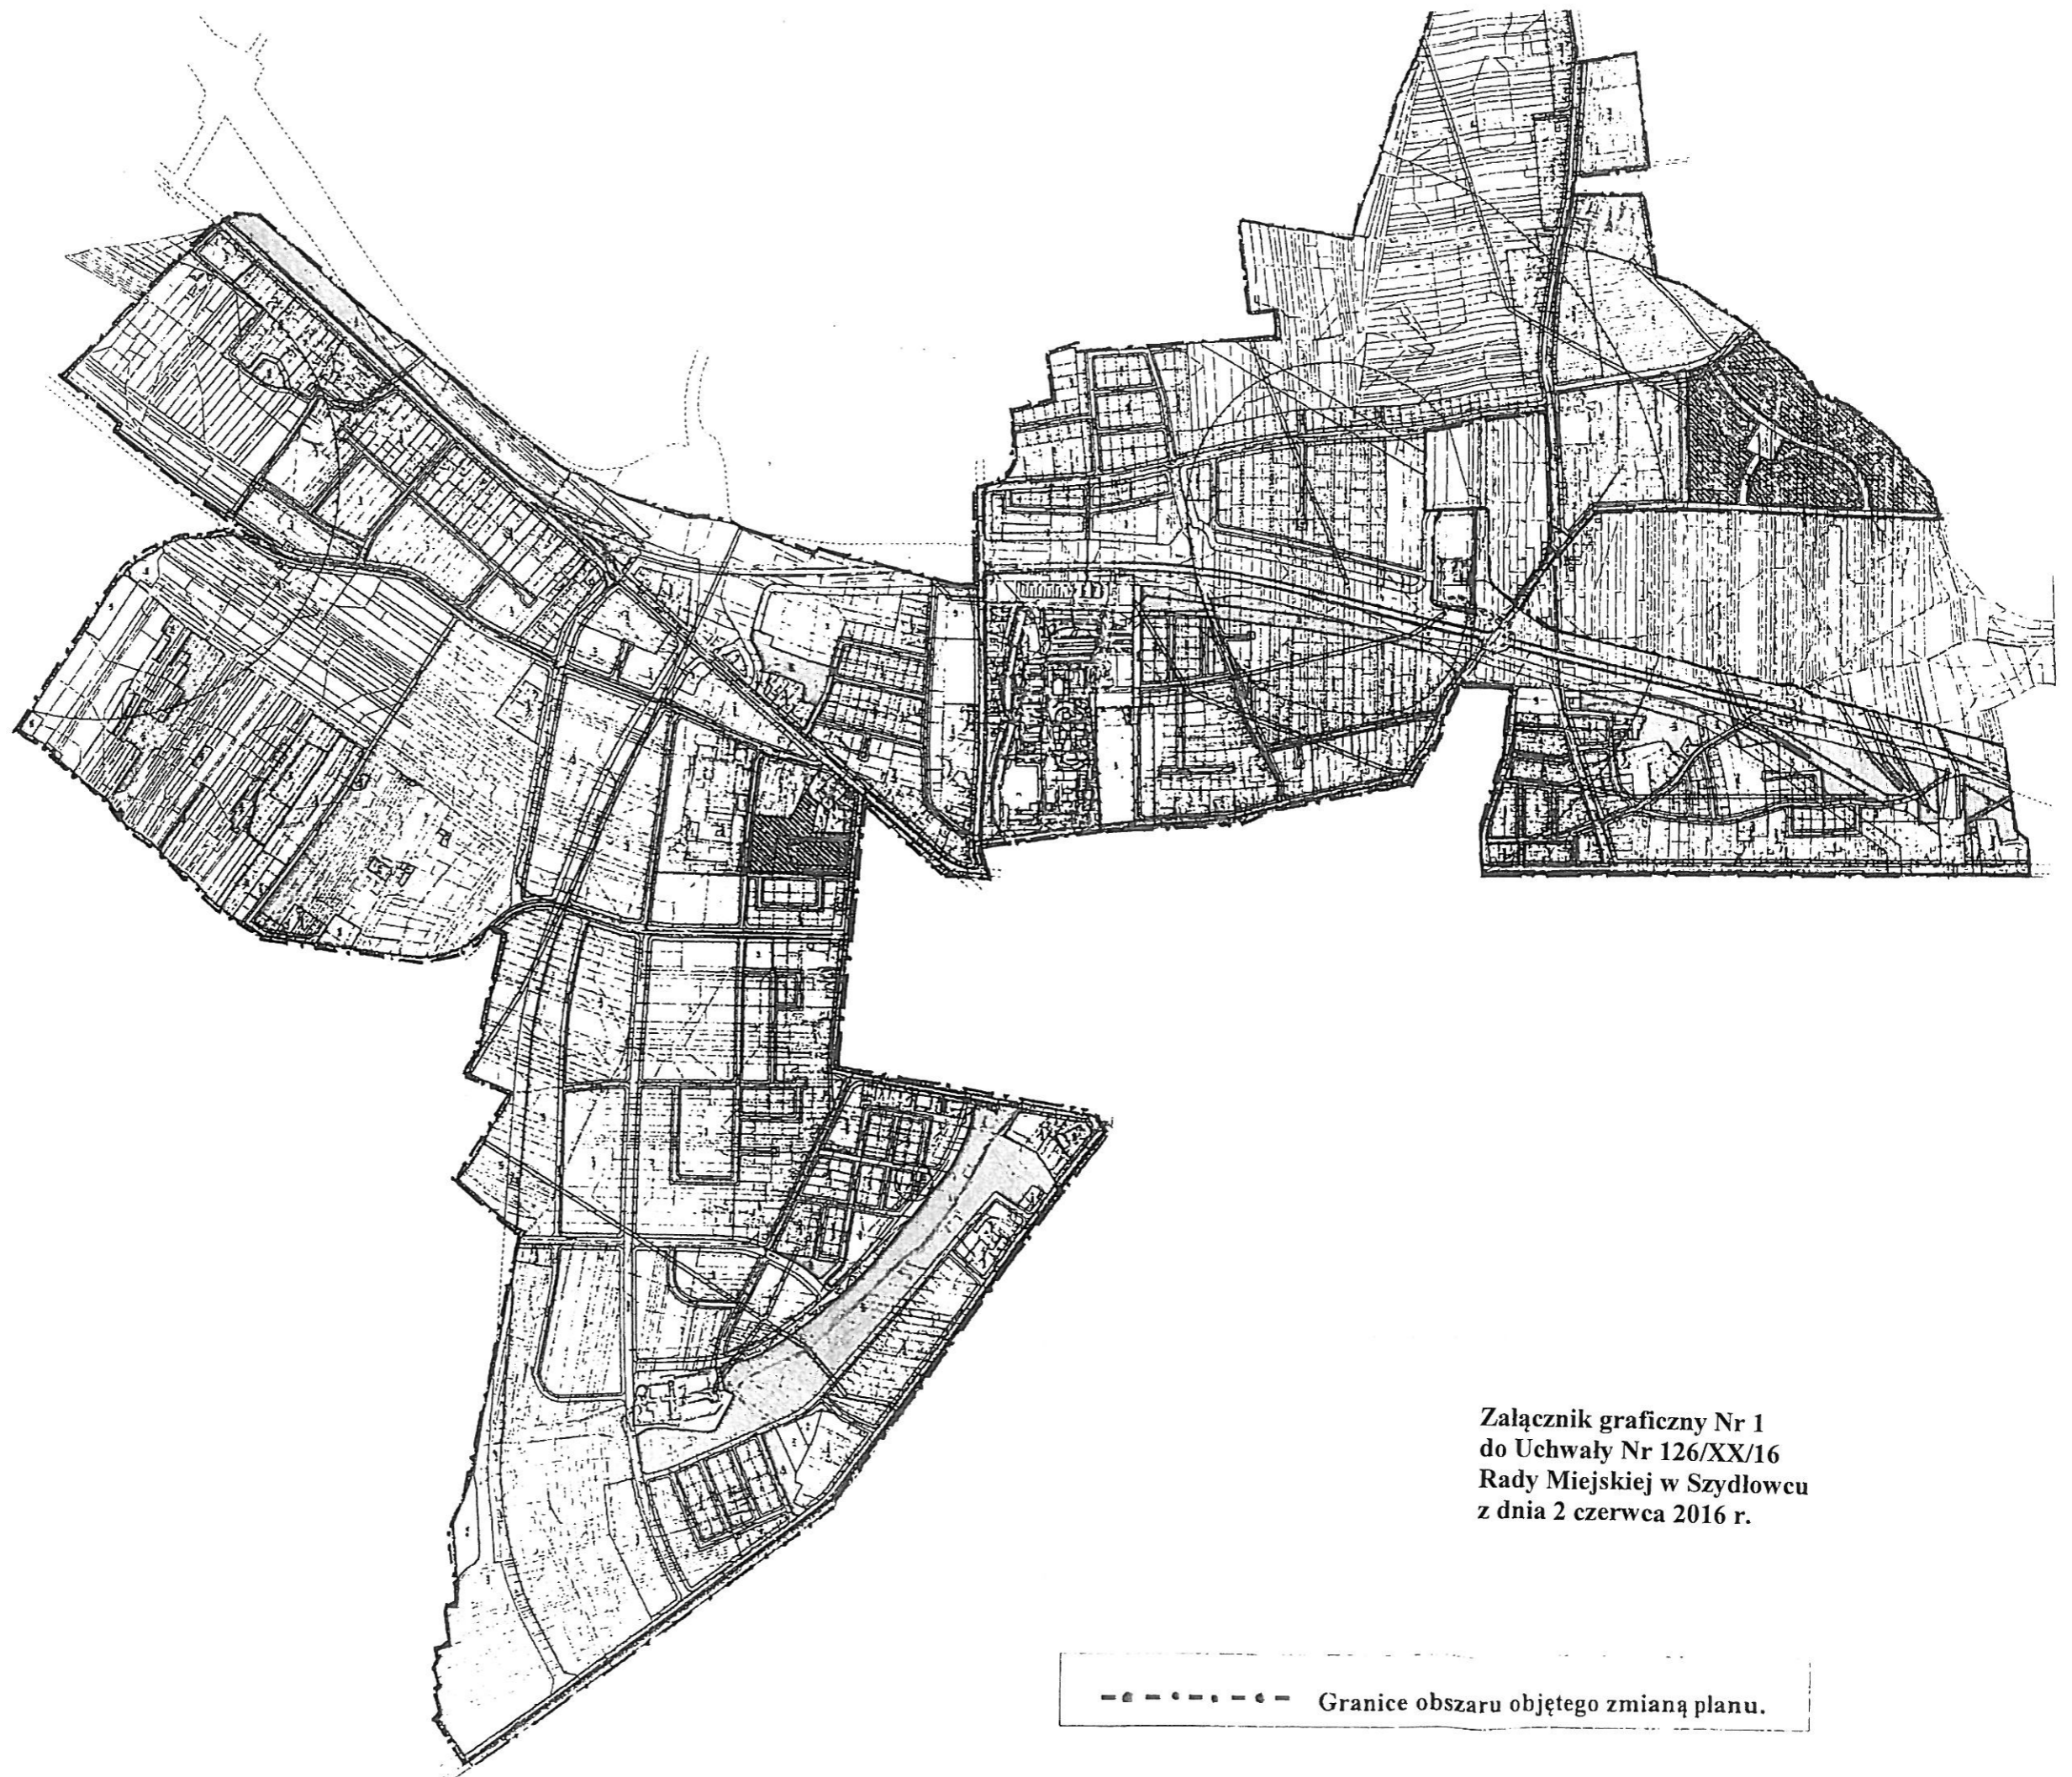 Załącznik graficzny Nr 1
do Uchwały Nr 126/XX/16
Rady Miejskiej w Szydłowcu
z dnia 2 czerwca 2016 r.
Granice obszaru objętego zmianą planu.